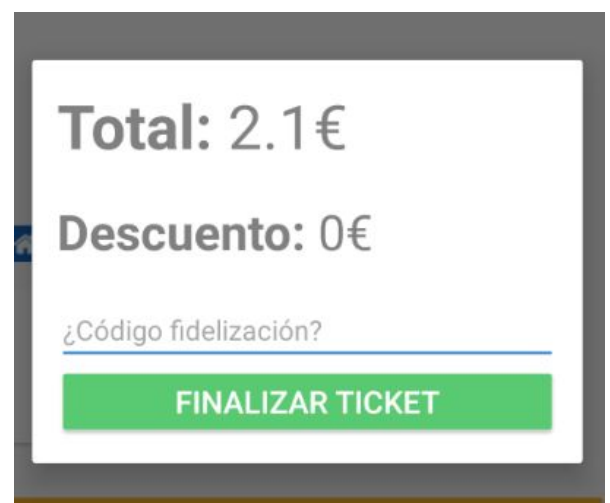 Total: 2.1€
Descuento: 0€
¿Código fidelización?
FINALIZAR TICKET